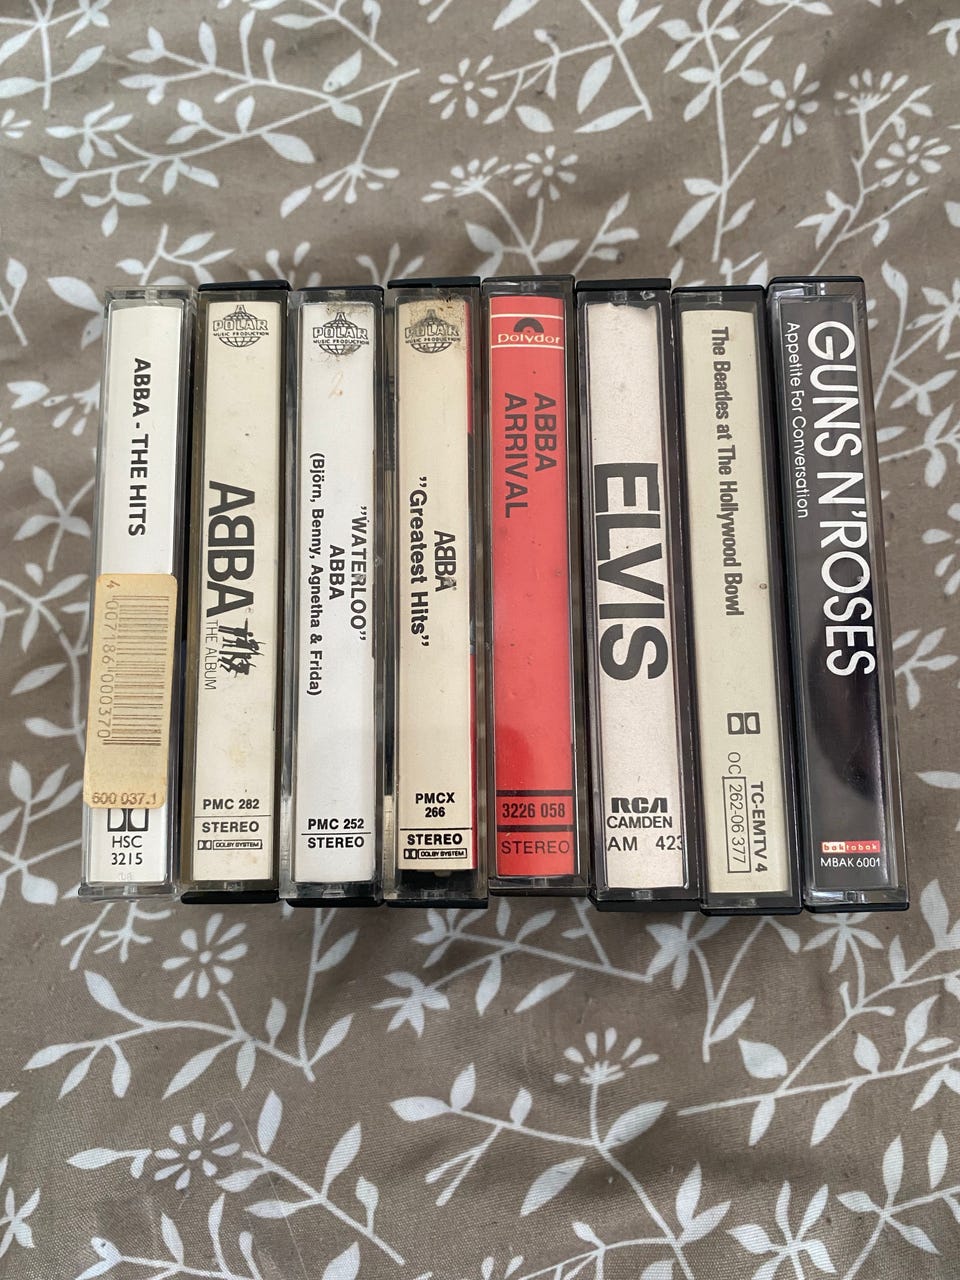 ABBA - THE HITS
4 007186 000370
600 037.1
HSC
3215
POLAR
MUSIC PRODUCTION
ABBA THE ALBUM
PMC 282
STEREO
DOLBY SYSTEM
POLAR
MUSIC PRODUCTION
2
"WATERLOO"
ABBA
(Björn, Benny, Agnetha & Frida)
PMC 252
STEREO
POLAR
MUSIC PRODUCTION
ABBA
"Greatest Hits"
PMCX
266
STEREO
DOLBY SYSTEM
polydor
ABBA
ARRIVAL
3226 058
STEREO
ELVIS
RCA
CAMDEN
AM 423
The Beatles at The Hollywood Bowl
TC-EMTV 4
OC 262-06 377
GUNS N'ROSES
Appetite For Conversation
baktabak
MBAK 6001